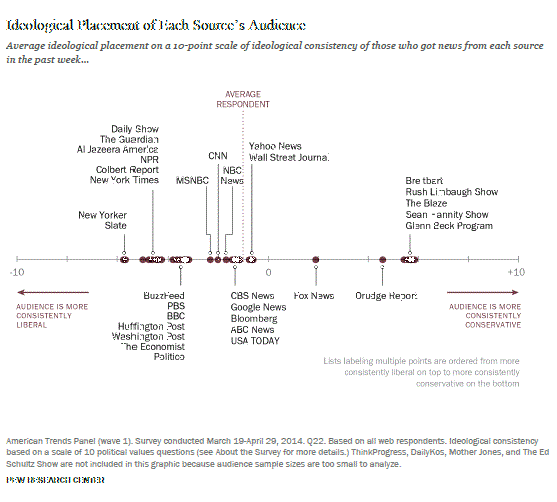 Ideological Placement of Each Source's Audience
Average ideological placement on a 10-point scale of ideological consistency of those who got news from each source
in the past week...
AVERAGE
RESPONDENT
Daily Show
The Guardian
Al Jazeera America
NPR
Colbert Report
New York Times
CNN
Yahoo News
Wall Street Journal
MSNBC
NBC
News
Breitbart
Rush Limbaugh Show
The Blaze
Sean Hannity Show
Glenn Beck Program
New Yorker
Slate
-10
0
+10
AUDIENCE IS MORE
CONSISTENTLY
LIBERAL
BuzzFeed
PBS
BBC
Huffington Post
Washington Post
The Economist
Politico
CBS News
Google News
Bloomberg
ABC News
USA TODAY
Fox News
Drudge Report
AUDIENCE IS MORE
CONSISTENTLY
CONSERVATIVE
Lists labeling multiple points are ordered from more
consistently liberal on top to more consistently
conservative on the bottom
American Trends Panel (wave 1). Survey conducted March 19-April 29, 2014. Q22. Based on all web respondents. Ideological consistency
based on a scale of 10 political values questions (see About the Survey for more details.) ThinkProgress, DailyKos, Mother Jones, and The Ed
Schultz Show are not included in this graphic because audience sample sizes are too small to analyze.
PEW RESEARCH CENTER